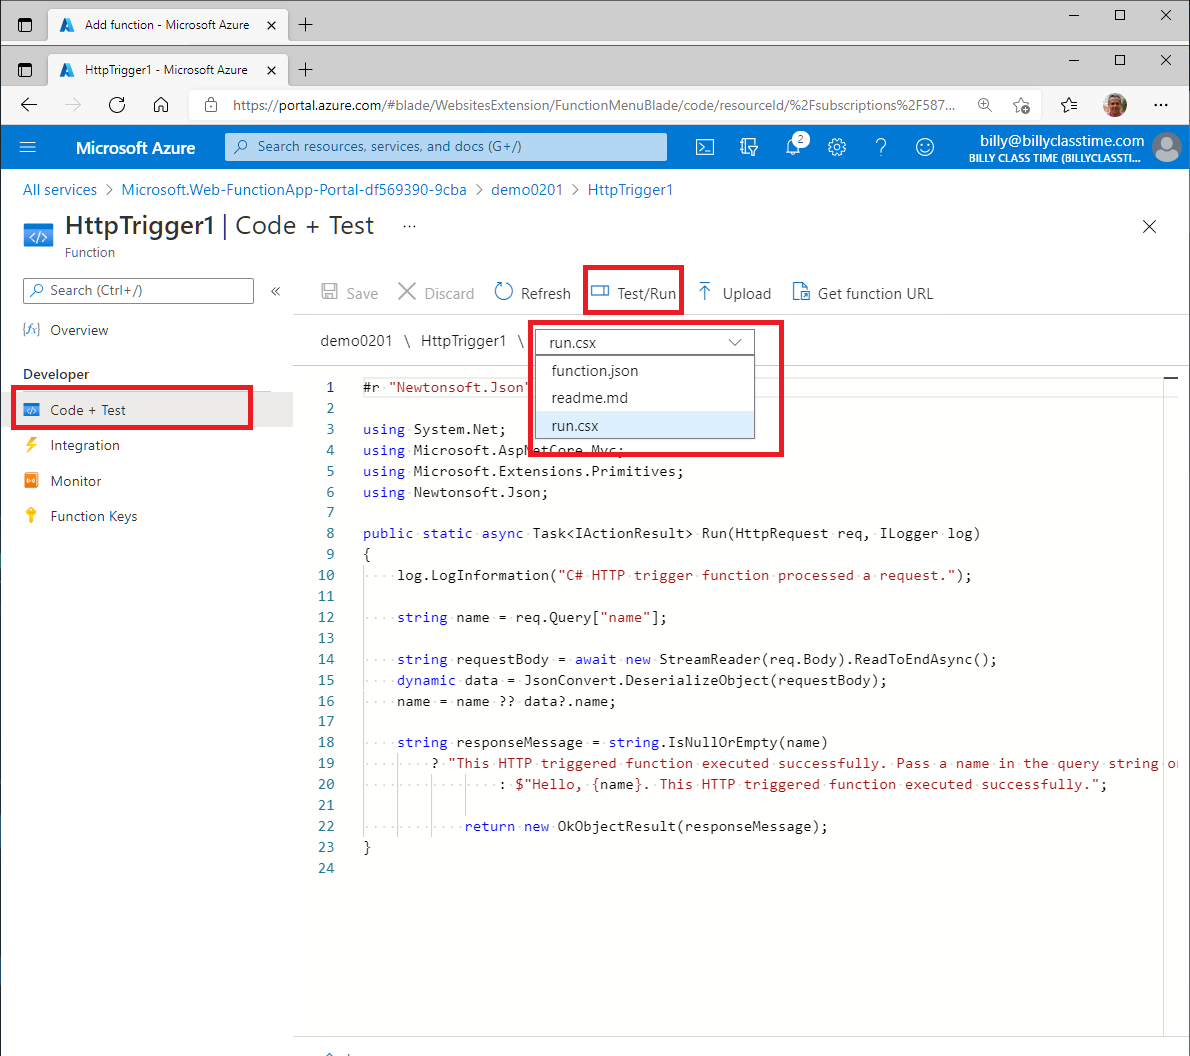 Add function - Microsoft Azure
HttpTrigger1 - Microsoft Azure
https://portal.azure.com/#blade/WebsitesExtension/FunctionMenuBlade/code/resourceId/%2Fsubscriptions%2F587...
Microsoft Azure
Search resources, services, and docs (G+/)
2
billy@billyclasstime.com
BILLY CLASS TIME (BILLYCLASSTI...
All services > Microsoft.Web-FunctionApp-Portal-df569390-9cba > demo0201 > HttpTrigger1
HttpTrigger1 | Code + Test ...
Function
Search (Ctrl+/)
«
Save
Discard
Refresh
Test/Run
Upload
Get function URL
Overview
Developer
Code + Test
Integration
Monitor
Function Keys
demo0201 \ HttpTrigger1 \ run.csx
function.json
readme.md
run.csx
1 #r "Newtonsoft.Json"
2
3 using System.Net;
4 using Microsoft.AspNetCore.Mvc;
5 using Microsoft.Extensions.Primitives;
6 using Newtonsoft.Json;
7
8 public static async Task<IActionResult> Run(HttpRequest req, ILogger log)
9 {
10 log.LogInformation("C# HTTP trigger function processed a request.");
11
12 string name = req.Query["name"];
13
14 string requestBody = await new StreamReader(req.Body).ReadToEndAsync();
15 dynamic data = JsonConvert.DeserializeObject(requestBody);
16 name = name ?? data?.name;
17
18 string responseMessage = string.IsNullOrEmpty(name)
19 ? "This HTTP triggered function executed successfully. Pass a name in the query string or
20 : $"Hello, {name}. This HTTP triggered function executed successfully.";
21
22 return new OkObjectResult(responseMessage);
23 }
24